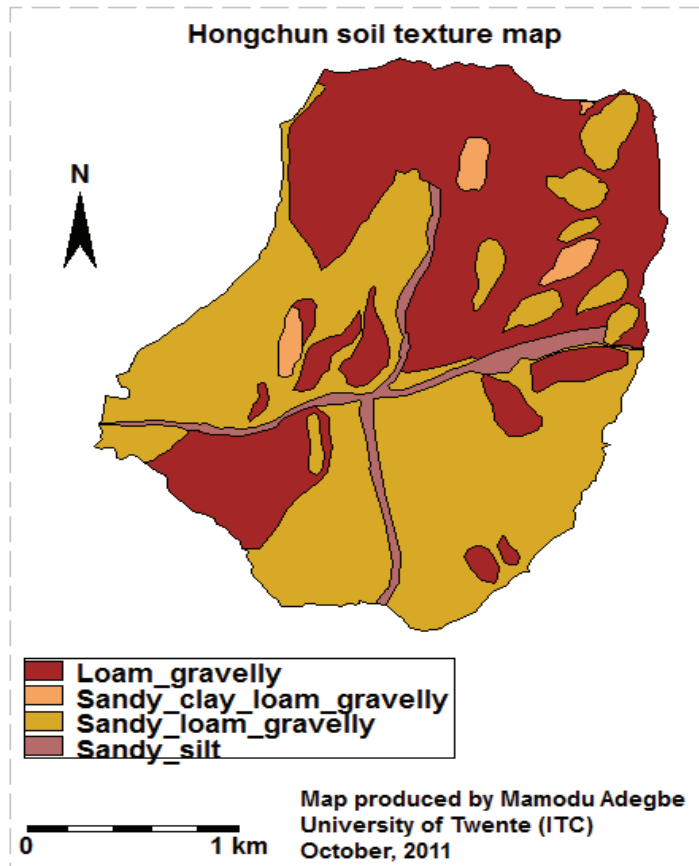 Hongchun soil texture map
N
Loam_gravelly
Sandy_clay_loam_gravelly
Sandy_loam_gravelly
Sandy_silt
0 1 km
Map produced by Mamodu Adegbe
University of Twente (ITC)
October, 2011